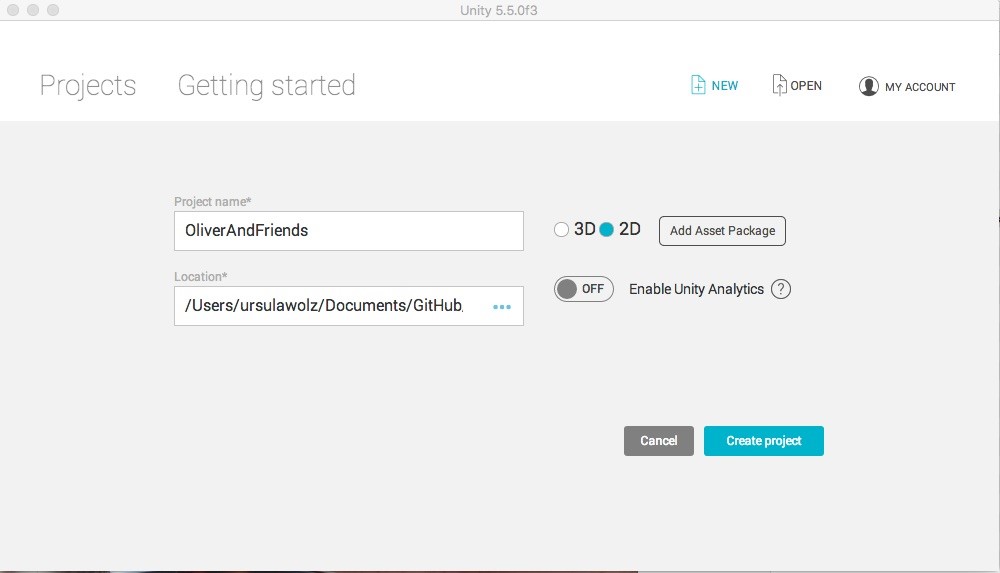 Unity 5.5.0f3
Projects
Getting started
NEW
OPEN
MY ACCOUNT
Project name*
OliverAndFriends
3D
2D
Add Asset Package
Location*
/Users/ursulawolz/Documents/GitHub/
OFF
Enable Unity Analytics
?
Cancel
Create project